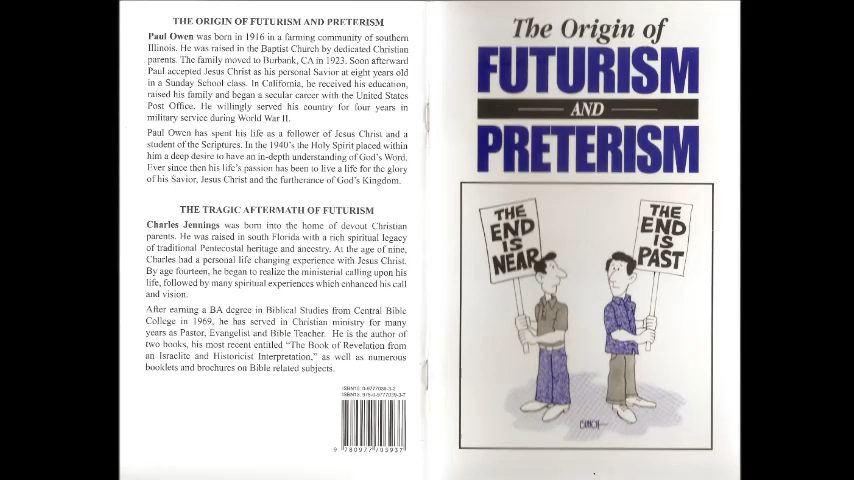 THE ORIGIN OF FUTURISM AND PRETERISM
Paul Owen was born in 1916 in a farming community of southern
Illinois. He was raised in the Baptist Church by dedicated Christian
parents. The family moved to Burbank, CA in 1923. Soon afterward
Paul accepted Jesus Christ as his personal Savior at eight years old
in a Sunday School class. In California, he received his education,
raised his family and began a secular career with the United States
Post Office. He willingly served his country for four years in
military service during World War II.
Paul Owen has spent his life as a follower of Jesus Christ and a
student of the Scriptures. In the 1940's the Holy Spirit placed within
him a deep desire to have an in-depth understanding of God's Word.
Ever since then his life's passion has been to live a life for the glory
of his Savior, Jesus Christ and the furtherance of God's Kingdom.
THE TRAGIC AFTERMATH OF FUTURISM
Charles Jennings was born into the home of devout Christian
parents. He was raised in south Florida with a rich spiritual legacy
of traditional Pentecostal heritage and ancestry. At the age of nine,
Charles had a personal life changing experience with Jesus Christ.
By age fourteen, he began to realize the ministerial calling upon his
life, followed by many spiritual experiences which enhanced his call
and vision.
After earning a BA degree in Biblical Studies from Central Bible
College in 1969, he has served in Christian ministry for many
years as Pastor, Evangelist and Bible Teacher. He is the author of
two books, his most recent entitled “The Book of Revelation from
an Israelite and Historicist Interpretation,” as well as numerous
booklets and brochures on Bible related subjects.
9 780977 703937
The Origin of
FUTURISM
AND
PRETERISM
THE
END
IS
NEAR
THE
END
IS
PAST